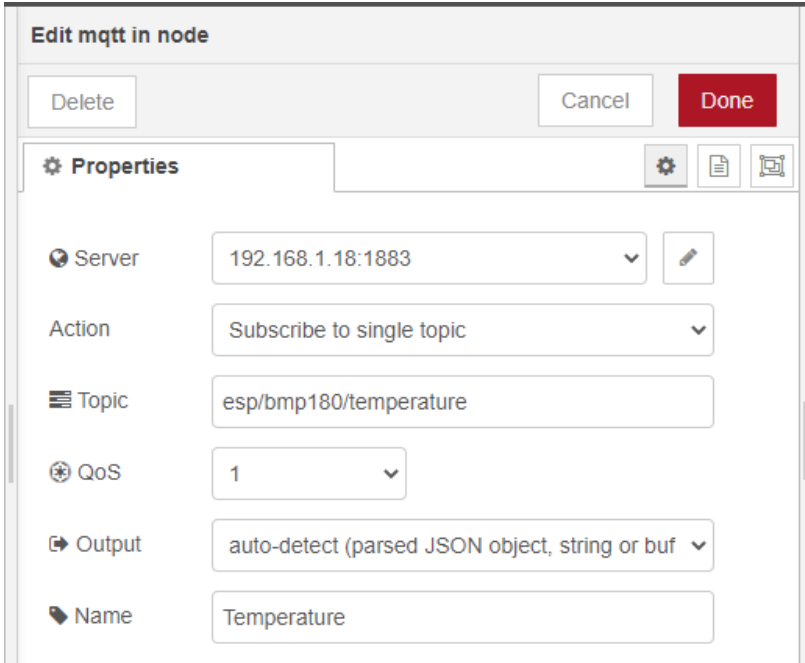 Edit mqtt in node
Delete Cancel Done
Properties
Server 192.168.1.18:1883
Action Subscribe to single topic
Topic esp/bmp180/temperature
QoS 1
Output auto-detect (parsed JSON object, string or buf
Name Temperature